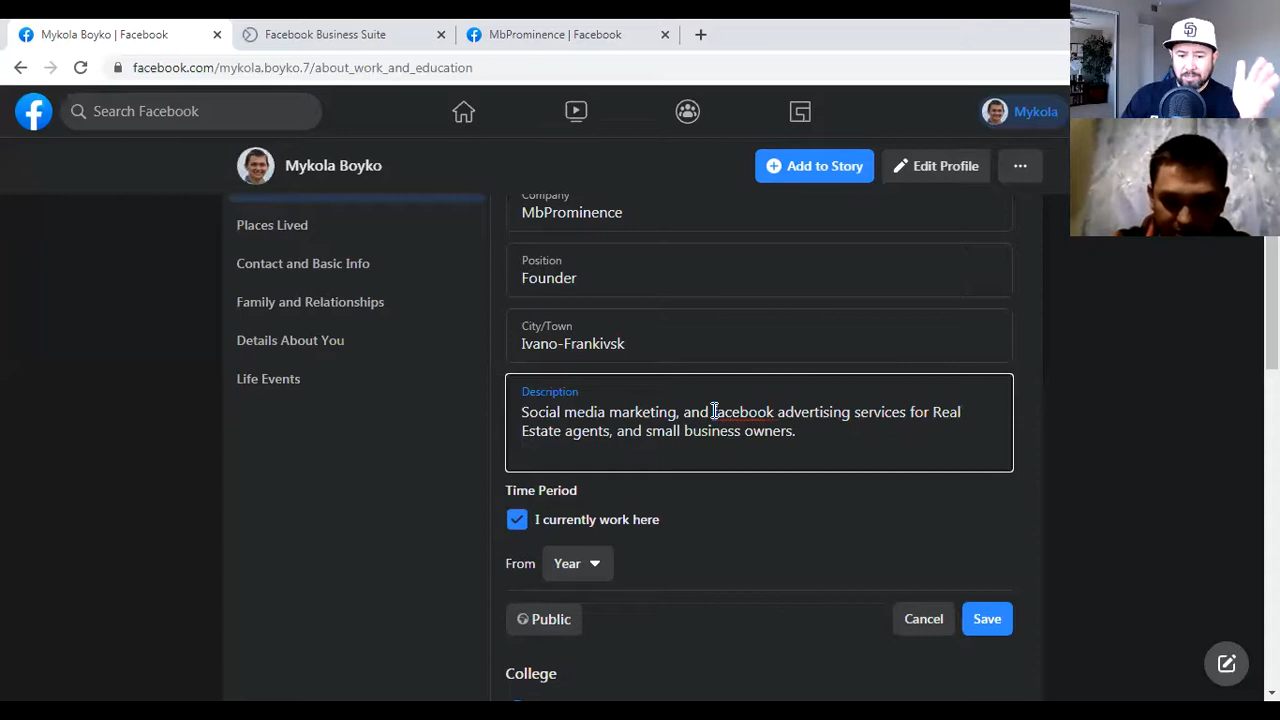 Mykola Boyko | Facebook
Facebook Business Suite
MbProminence | Facebook
facebook.com/mykola.boyko.7/about_work_and_education
Search Facebook
Mykola
Mykola Boyko
Add to Story
Edit Profile
Places Lived
Contact and Basic Info
Family and Relationships
Details About You
Life Events
Company
MbProminence
Position
Founder
City/Town
Ivano-Frankivsk
Description
Social media marketing, and facebook advertising services for Real
Estate agents, and small business owners.
Time Period
I currently work here
From Year
Public
Cancel
Save
College